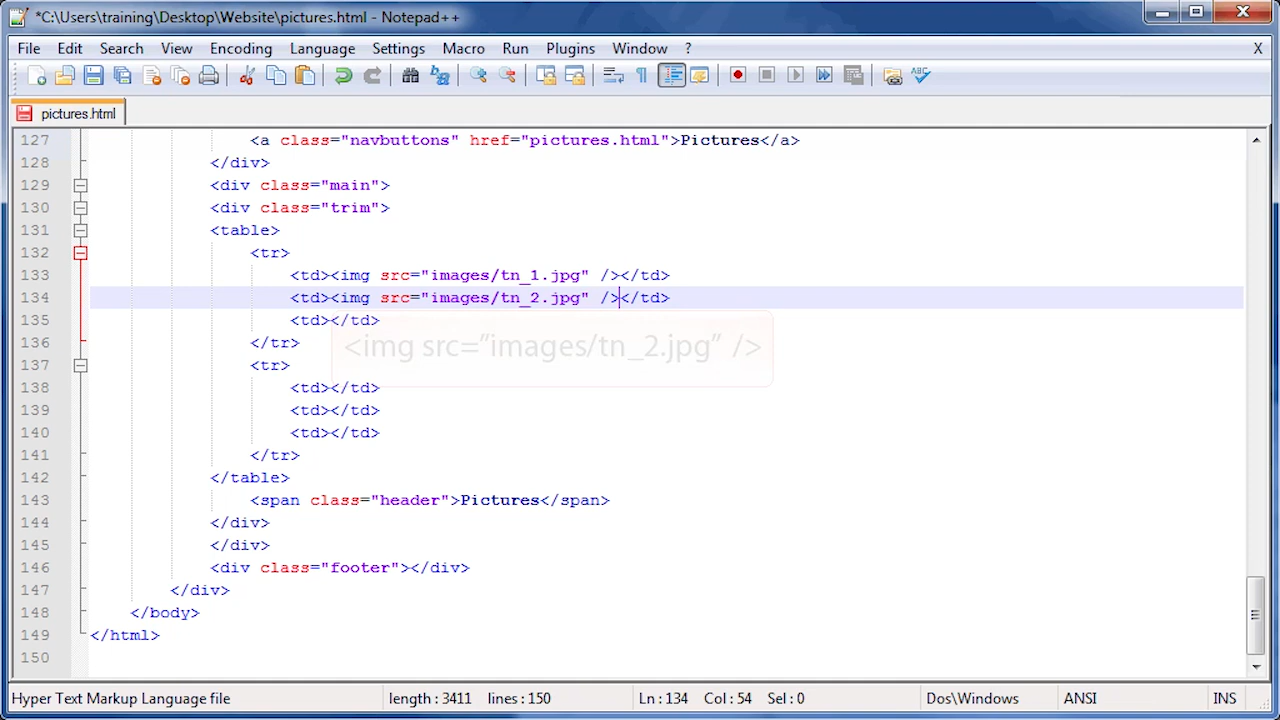 *C:\Users\training\Desktop\Website\pictures.html - Notepad++
File Edit Search View Encoding Language Settings Macro Run Plugins Window ? X
pictures.html
127 <a class="navbuttons" href="pictures.html">Pictures</a>
128 </div>
129 <div class="main">
130 <div class="trim">
131 <table>
132 <tr>
133 <td><img src="images/tn_1.jpg" /></td>
134 <td><img src="images/tn_2.jpg" /></td>
135 <td></td>
<img src=”images/tn_2.jpg” />
136 </tr>
137 <tr>
138 <td></td>
139 <td></td>
140 <td></td>
141 </tr>
142 </table>
143 <span class="header">Pictures</span>
144 </div>
145 </div>
146 <div class="footer"></div>
147 </div>
148 </body>
149 </html>
150
Hyper Text Markup Language file length : 3411 lines : 150 Ln : 134 Col : 54 Sel : 0 Dos\Windows ANSI INS